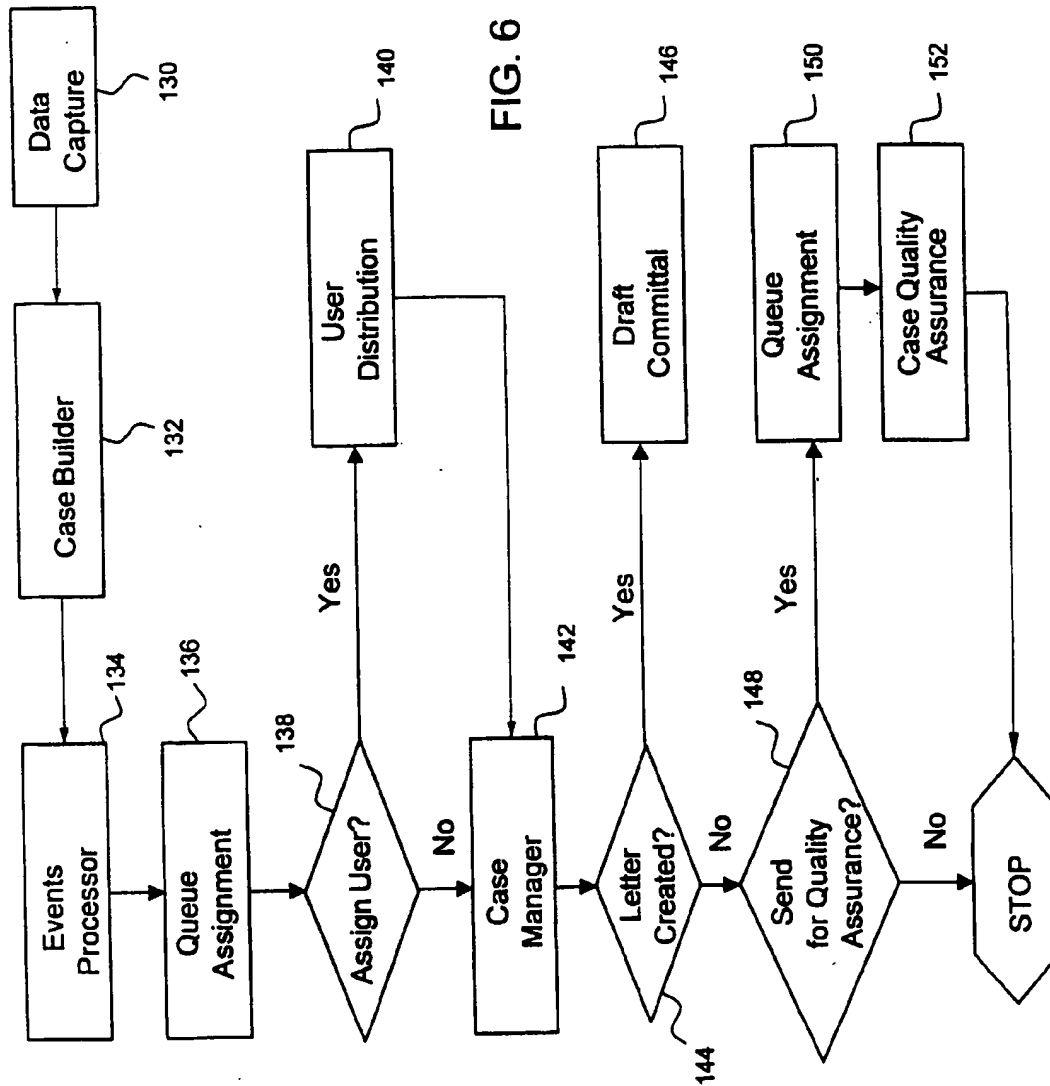 Data
Capture
130
Case Builder
132
Events
Processor
134
Queue
Assignment
136
Assign User?
138
Yes
User
Distribution
140
No
Case
Manager
142
FIG. 6
Letter
Created?
144
Yes
Draft
Committal
146
No
Send
for Quality
Assurance?
148
Yes
Queue
Assignment
150
Case Quality
Assurance
152
No
STOP